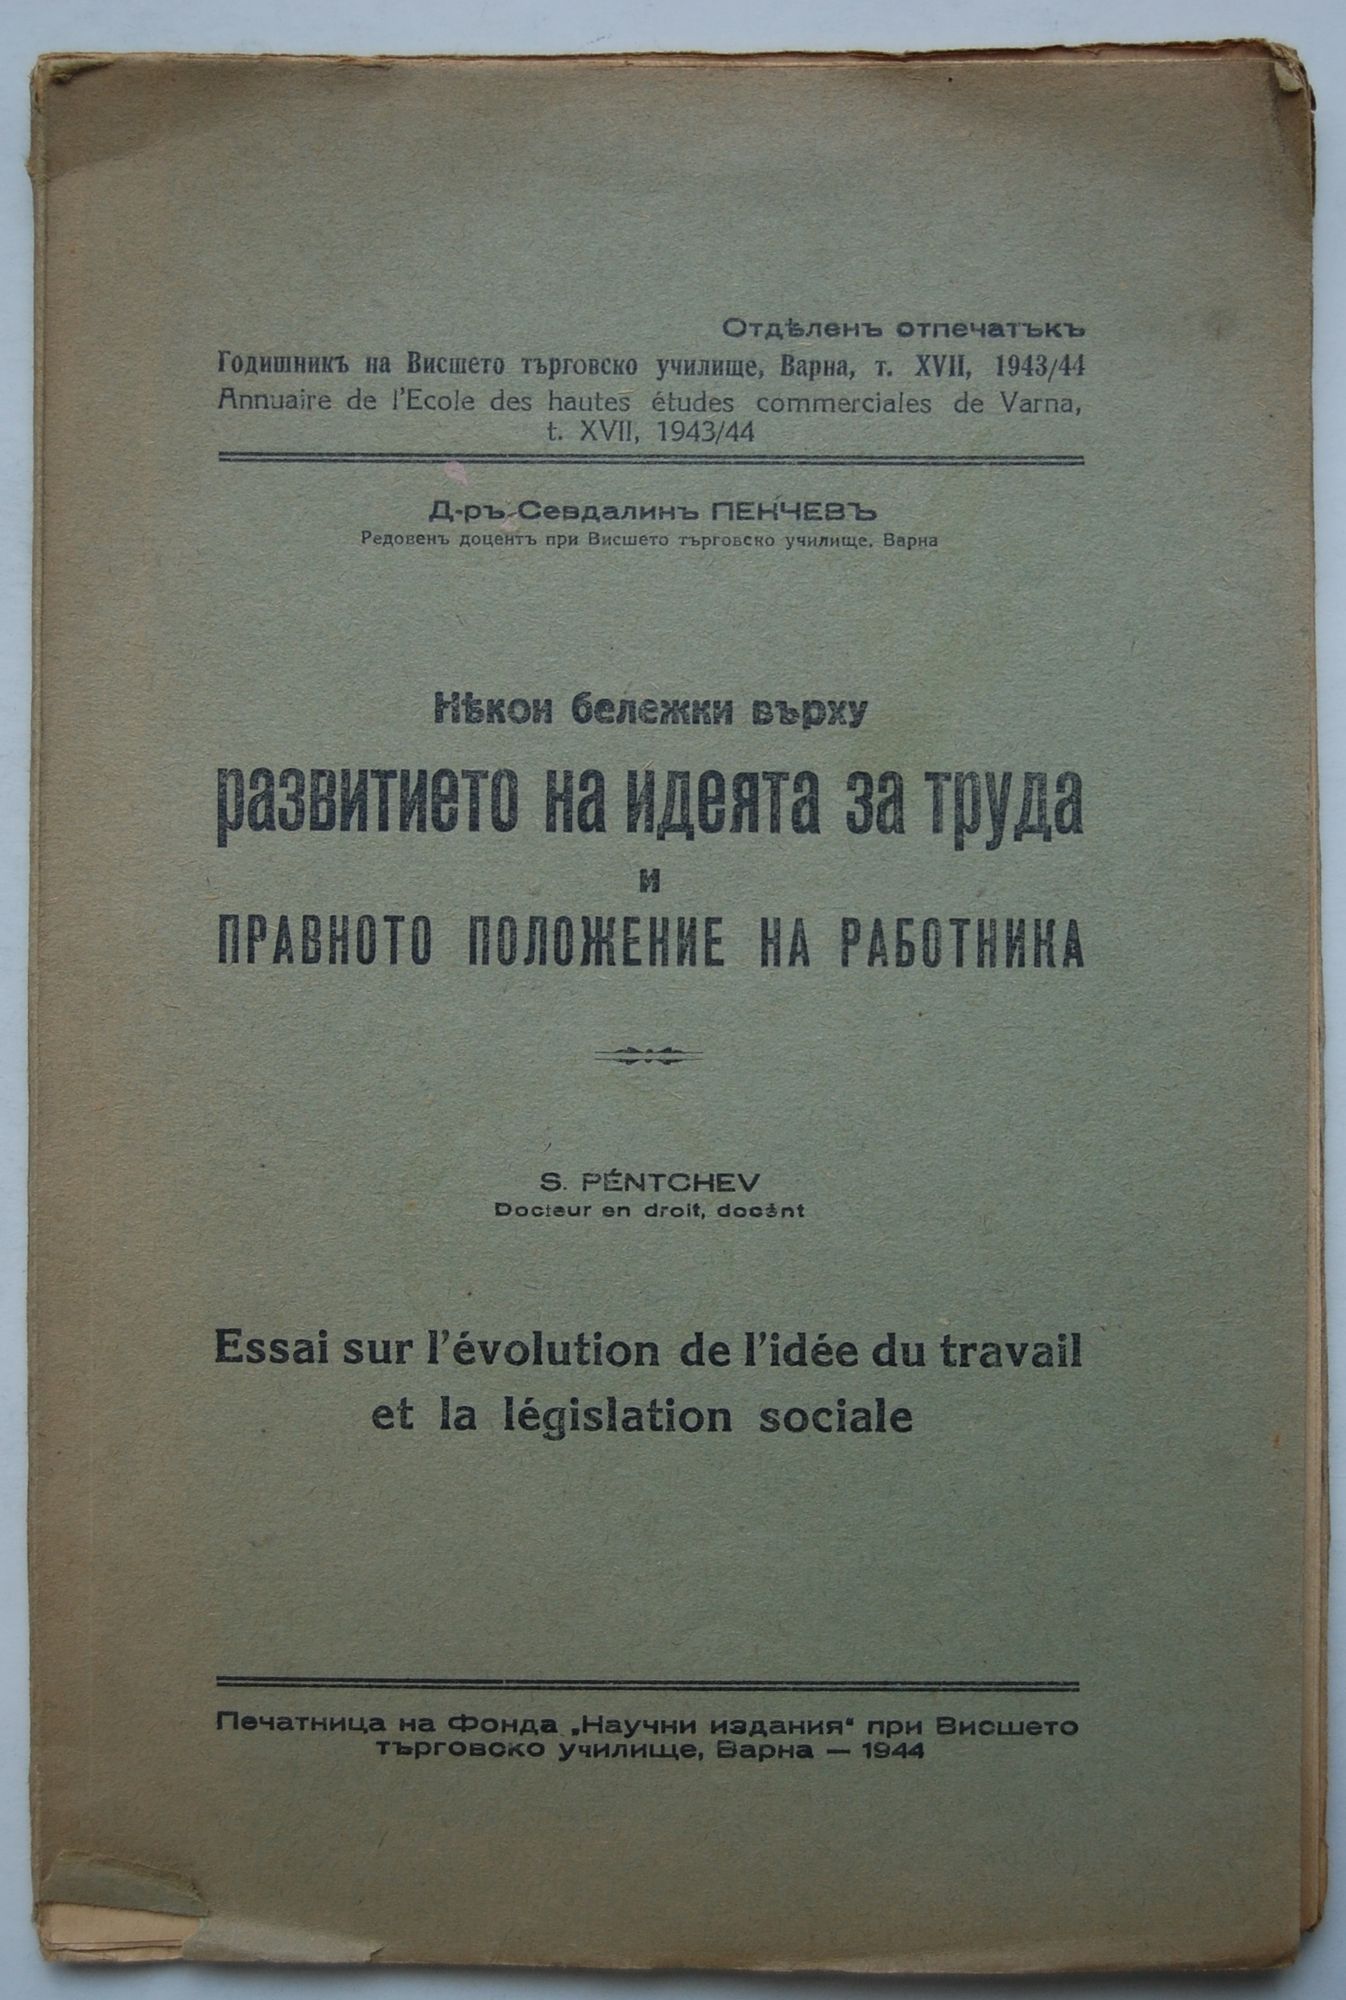 Отдѣленъ отпечатъкъ
Годишникъ на Висшето търговско училище, Варна, т. XVII, 1943/44
Annuaire de l'Ecole des hautes études commerciales de Varna,
t. XVII, 1943/44
Д-ръ Севдалинъ ПЕНЧЕВЪ
Редовенъ доцентъ при Висшето търговско училище, Варна
Нѣкои бележки върху
развитието на идеята за труда
и
ПРАВНОТО ПОЛОЖЕНИЕ НА РАБОТНИКА
S. PÉNTCHEV
Docteur en droit, docènt
Essai sur l'évolution de l'idée du travail
et la législation sociale
Печатница на Фонда „Научни издания“ при Висшето
търговско училище, Варна — 1944